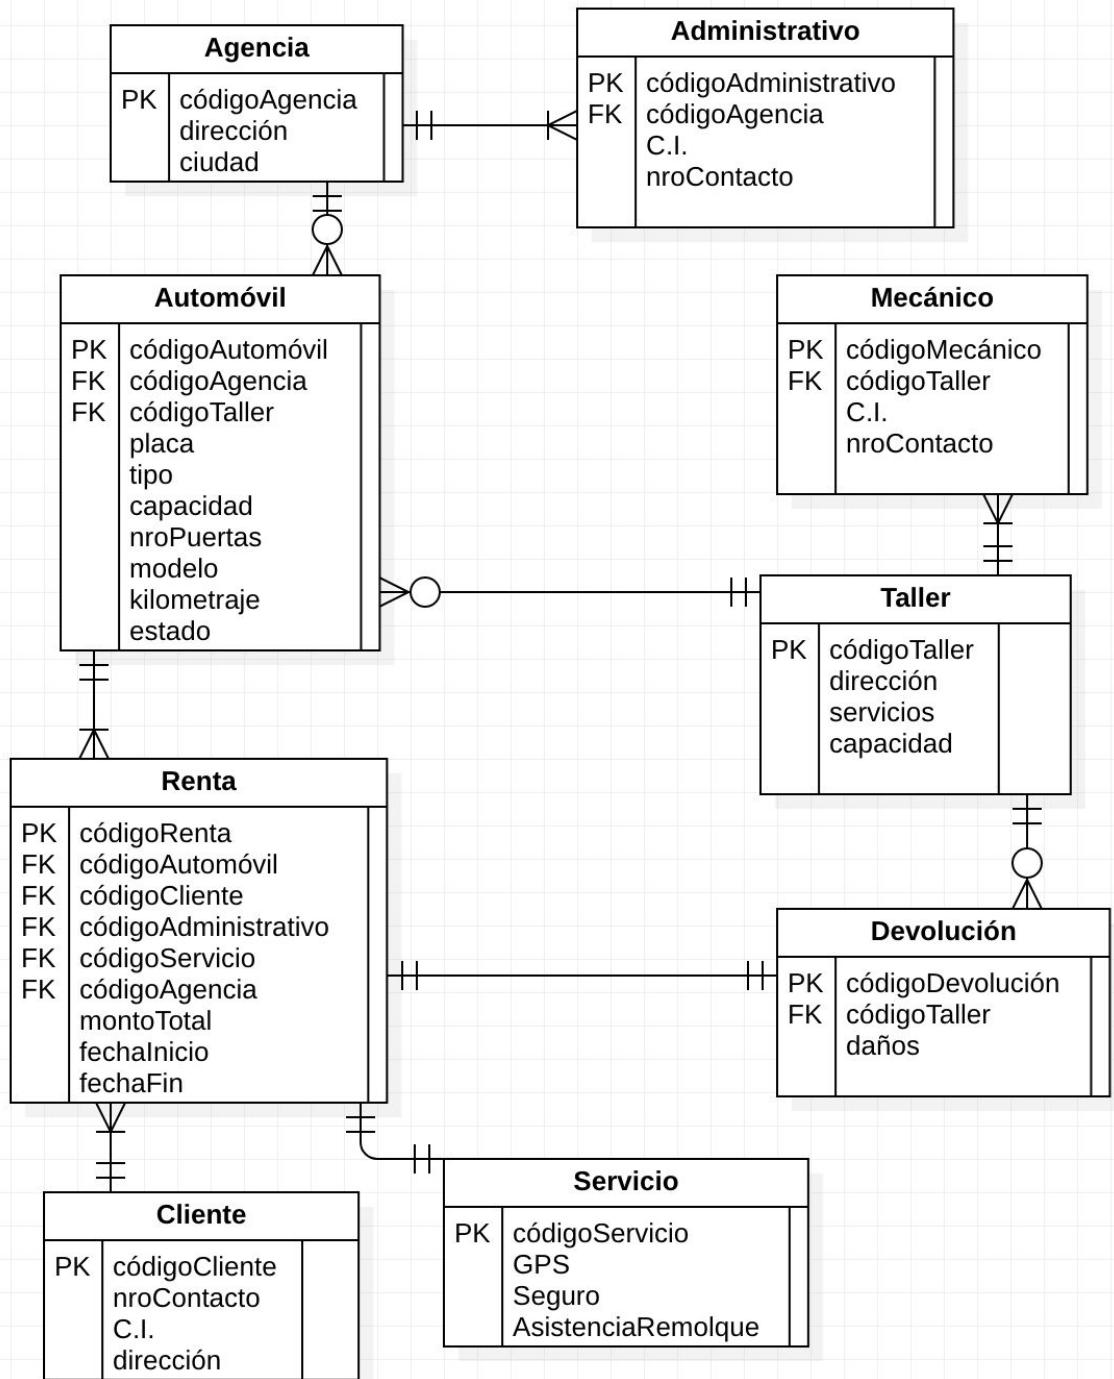 Agencia
PK códigoAgencia
dirección
ciudad
Administrativo
PK códigoAdministrativo
FK códigoAgencia
C.I.
nroContacto
Automóvil
PK códigoAutomóvil
FK códigoAgencia
FK códigoTaller
placa
tipo
capacidad
nroPuertas
modelo
kilometraje
estado
Mecánico
PK códigoMecánico
FK códigoTaller
C.I.
nroContacto
Taller
PK códigoTaller
dirección
servicios
capacidad
Renta
PK códigoRenta
FK códigoAutomóvil
FK códigoCliente
FK códigoAdministrativo
FK códigoServicio
FK códigoAgencia
montoTotal
fechaInicio
fechaFin
Devolución
PK códigoDevolución
FK códigoTaller
daños
Cliente
PK códigoCliente
nroContacto
C.I.
dirección
Servicio
PK códigoServicio
GPS
Seguro
AsistenciaRemolque